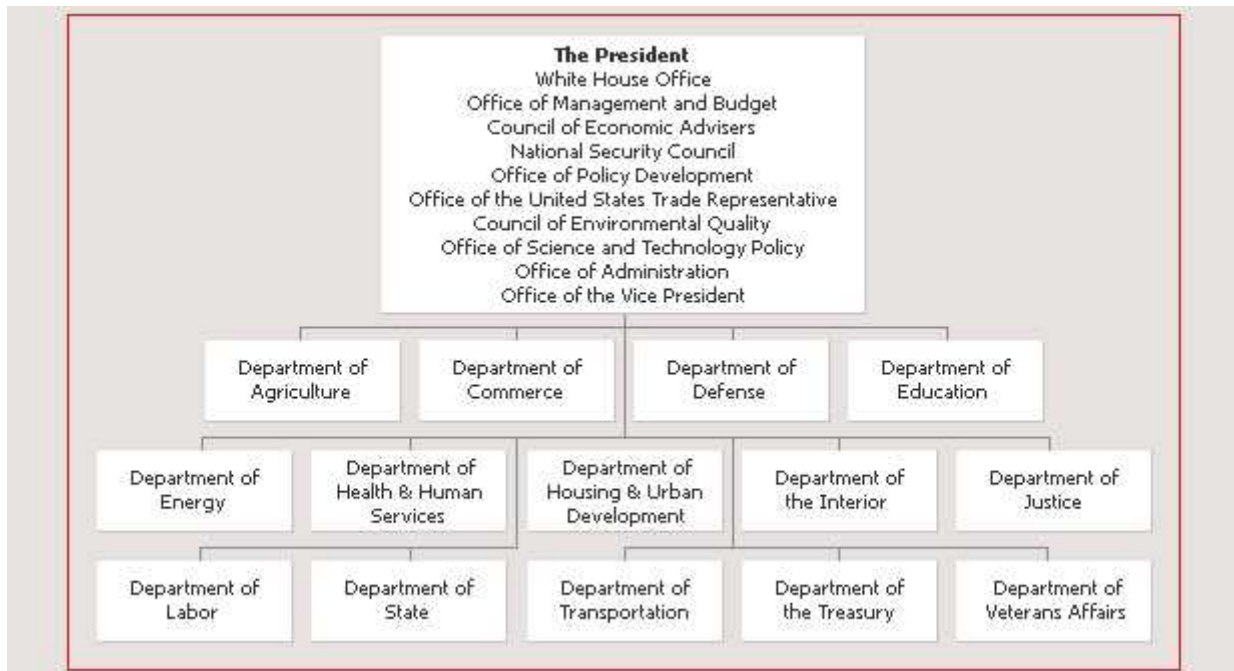 The President
White House Office
Office of Management and Budget
Council of Economic Advisers
National Security Council
Office of Policy Development
Office of the United States Trade Representative
Council of Environmental Quality
Office of Science and Technology Policy
Office of Administration
Office of the Vice President
Department of
Agriculture
Department of
Commerce
Department of
Defense
Department of
Education
Department of
Energy
Department of
Health & Human
Services
Department of
Housing & Urban
Development
Department of
the Interior
Department of
Justice
Department of
Labor
Department of
State
Department of
Transportation
Department of
the Treasury
Department of
Veterans Affairs